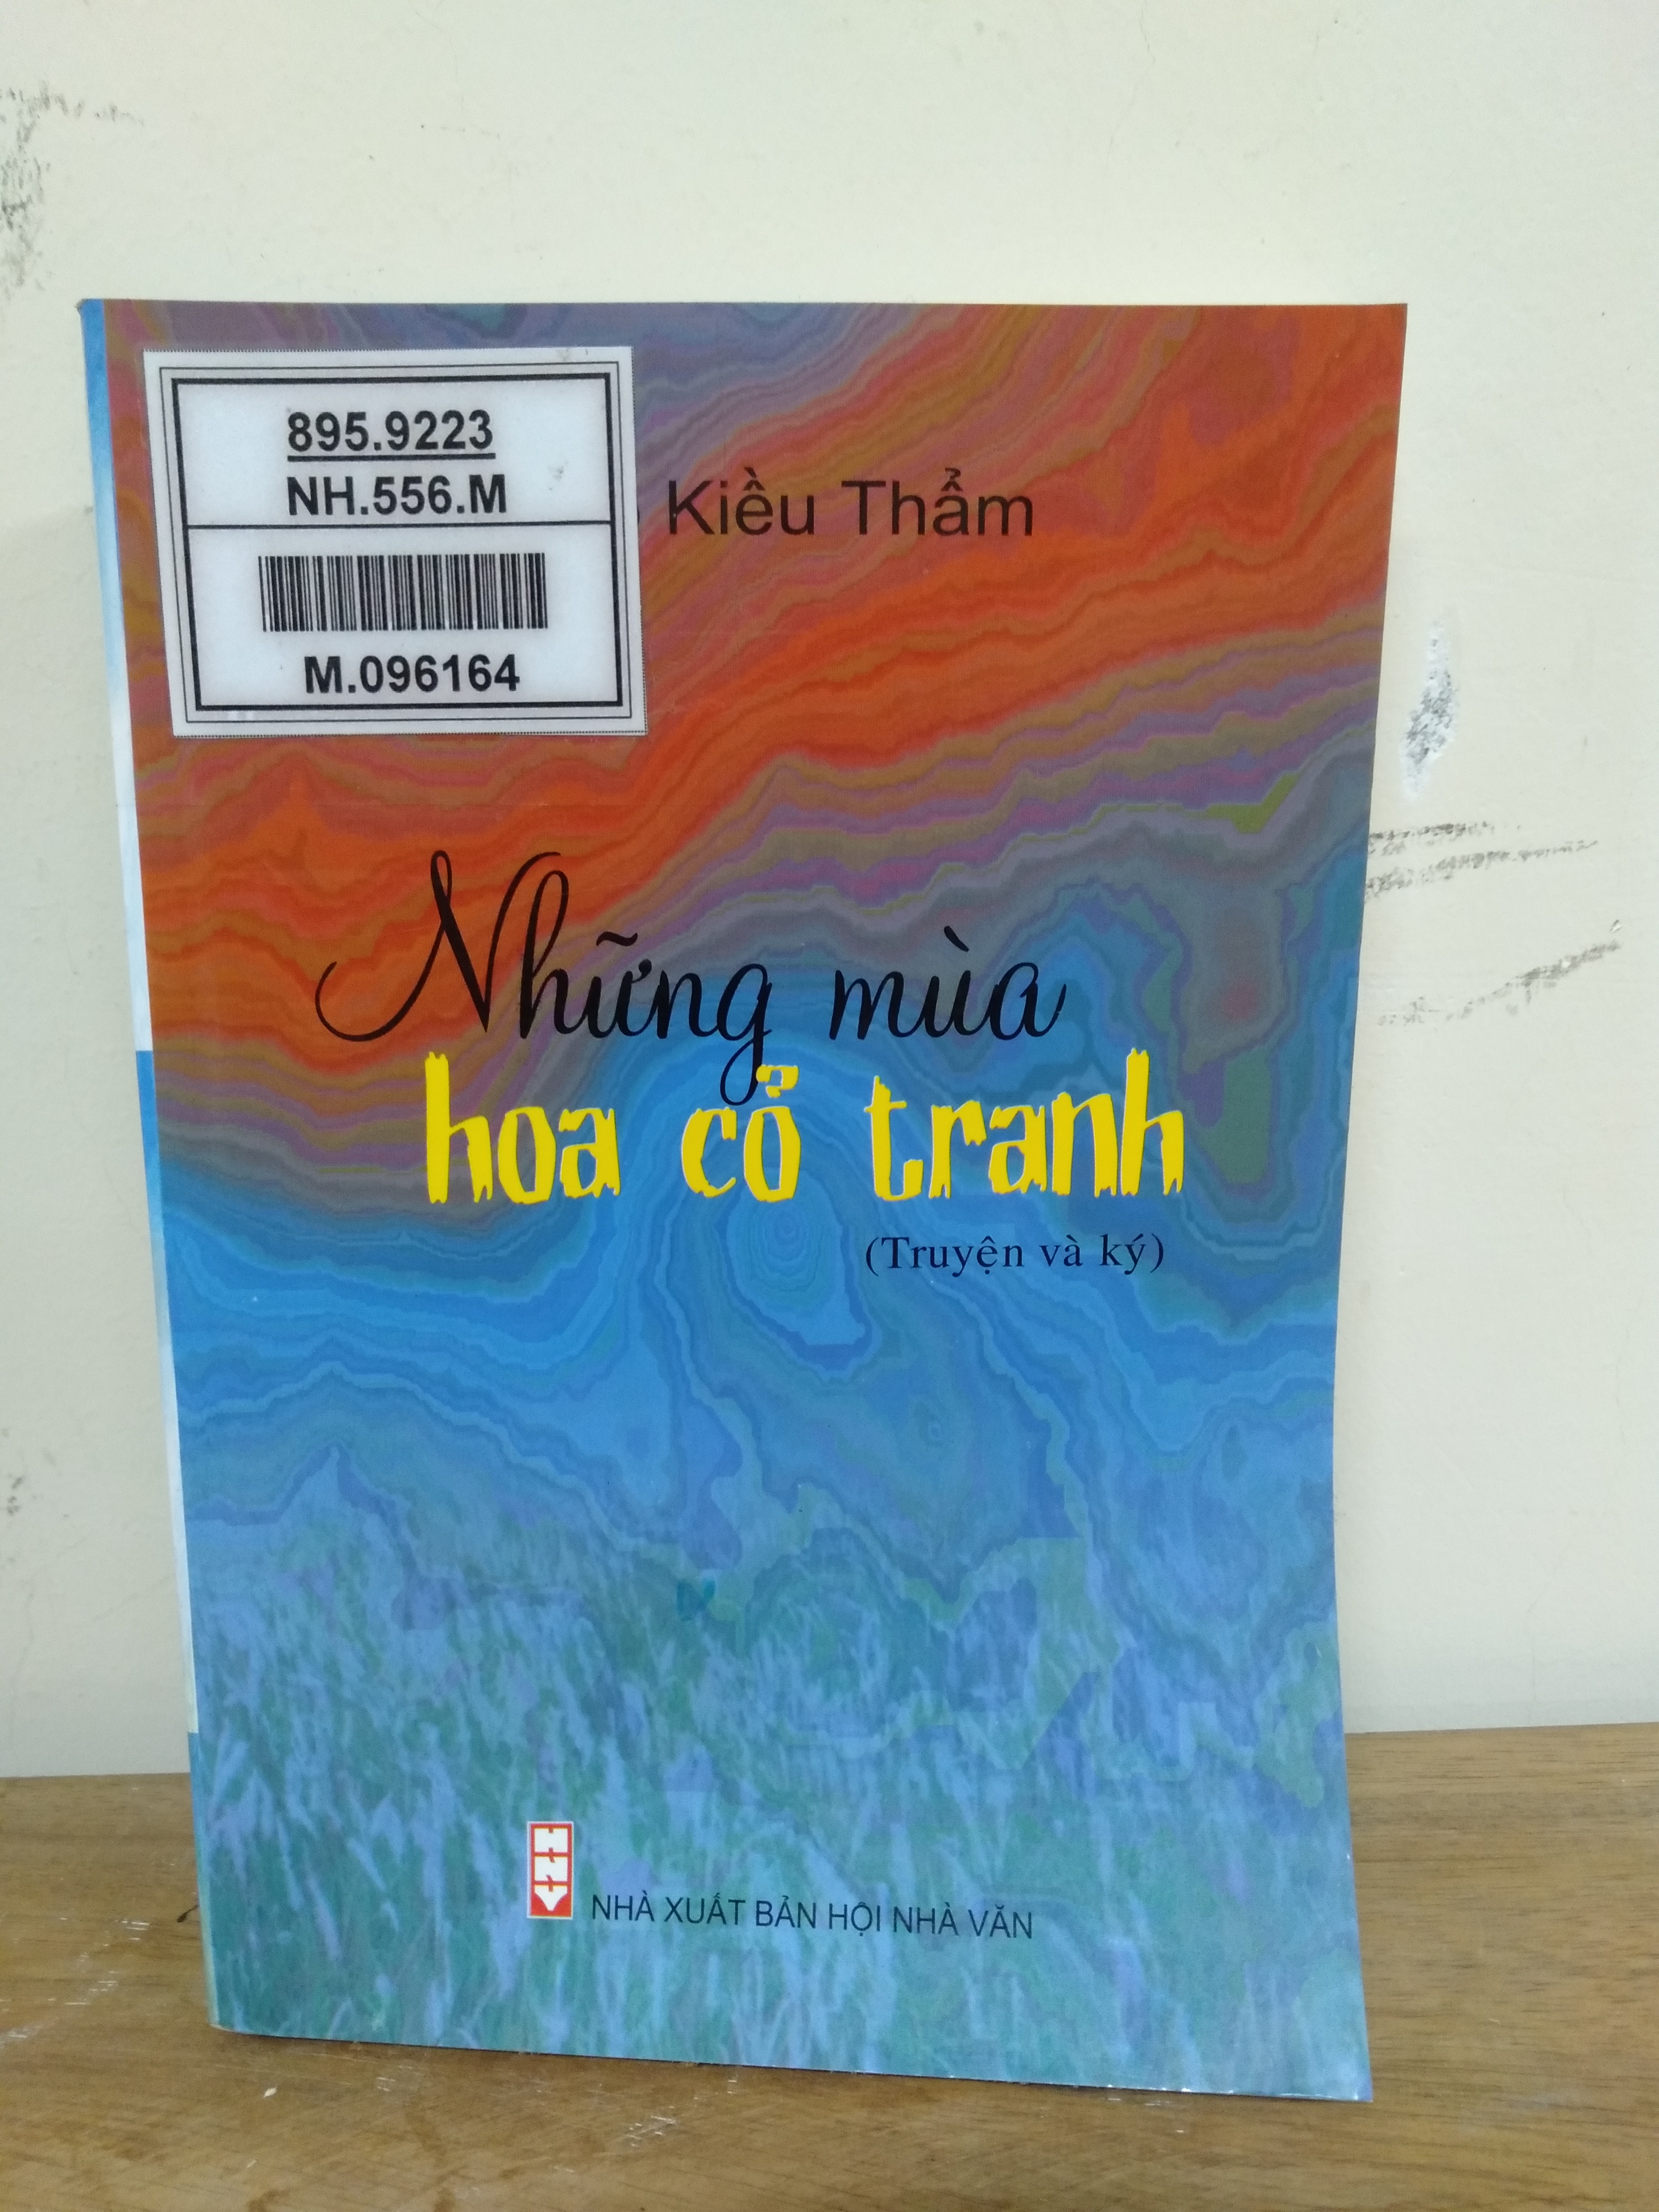 895.9223
NH.556.M
M.096164
Kiều Thẩm
Những mùa
hoa cỏ tranh
(Truyện và ký)
HNV
NHÀ XUẤT BẢN HỘI NHÀ VĂN